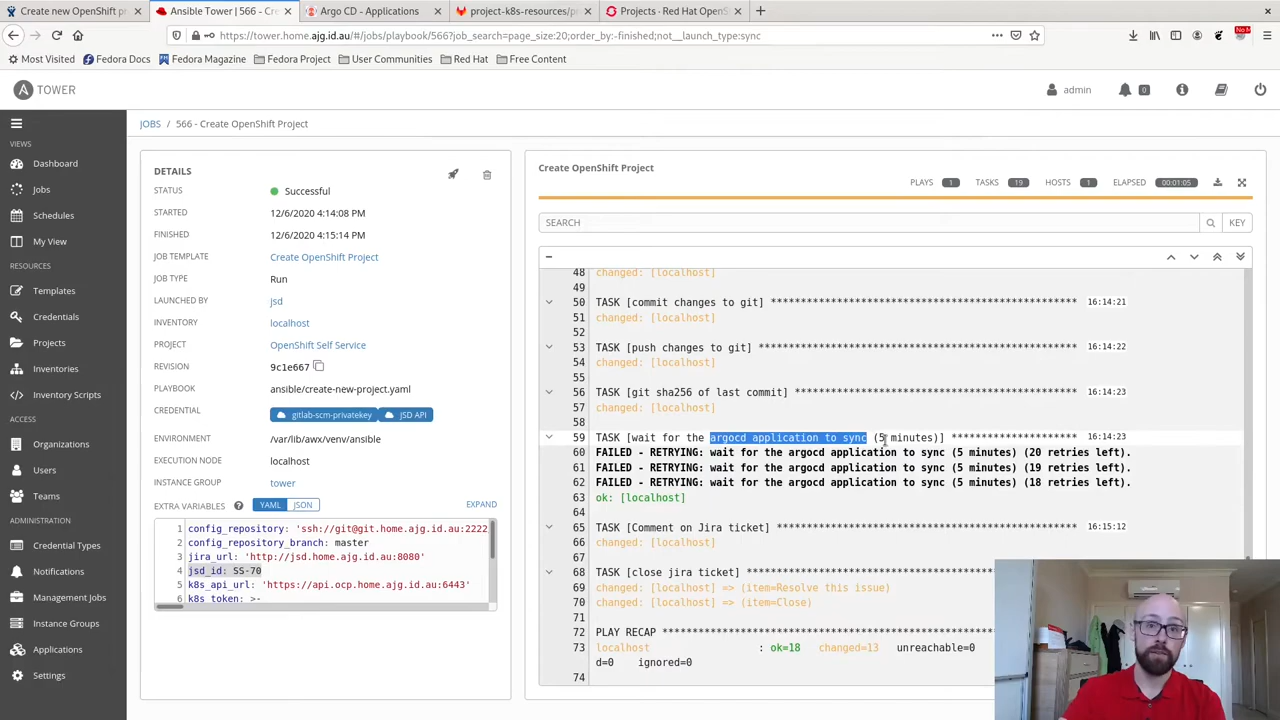 Create new OpenShift p
Ansible Tower | 566 - Cre
Argo CD - Applications
project-k8s-resources/pr
Projects · Red Hat OpenS
https://tower.home.ajg.id.au/#/jobs/playbook/566?job_search=page_size:20;order_by:-finished;not__launch_type:sync
Most Visited
Fedora Docs
Fedora Magazine
Fedora Project
User Communities
Red Hat
Free Content
A TOWER
admin
0
JOBS / 566 - Create OpenShift Project
VIEWS
Dashboard
Jobs
Schedules
My View
RESOURCES
Templates
Credentials
Projects
Inventories
Inventory Scripts
ACCESS
Organizations
Users
Teams
ADMINISTRATION
Credential Types
Notifications
Management Jobs
Instance Groups
Applications
Settings
DETAILS
STATUS Successful
STARTED 12/6/2020 4:14:08 PM
FINISHED 12/6/2020 4:15:14 PM
JOB TEMPLATE Create OpenShift Project
JOB TYPE Run
LAUNCHED BY jsd
INVENTORY localhost
PROJECT OpenShift Self Service
REVISION 9c1e667
PLAYBOOK ansible/create-new-project.yaml
CREDENTIAL gitlab-scm-privatekey JSD API
ENVIRONMENT /var/lib/awx/venv/ansible
EXECUTION NODE localhost
INSTANCE GROUP tower
EXTRA VARIABLES ? YAML JSON EXPAND
1 config_repository: 'ssh://git@git.home.ajg.id.au:2222
2 config_repository_branch: master
3 jira_url: 'http://jsd.home.ajg.id.au:8080'
4 jsd_id: SS-70
5 k8s_api_url: 'https://api.ocp.home.ajg.id.au:6443'
6 k8s_token: >-
Create OpenShift Project
PLAYS 1 TASKS 19 HOSTS 1 ELAPSED 00:01:05
SEARCH
KEY
48 changed: [localhost]
49
50 TASK [commit changes to git] ************************************************* 16:14:21
51 changed: [localhost]
52
53 TASK [push changes to git] *************************************************** 16:14:22
54 changed: [localhost]
55
56 TASK [git sha256 of last commit] ********************************************* 16:14:23
57 changed: [localhost]
58
59 TASK [wait for the argocd application to sync (5 minutes)] ******************** 16:14:23
60 FAILED - RETRYING: wait for the argocd application to sync (5 minutes) (20 retries left).
61 FAILED - RETRYING: wait for the argocd application to sync (5 minutes) (19 retries left).
62 FAILED - RETRYING: wait for the argocd application to sync (5 minutes) (18 retries left).
63 ok: [localhost]
64
65 TASK [Comment on Jira ticket] ************************************************ 16:15:12
66 changed: [localhost]
67
68 TASK [close jira ticket] **********************************************
69 changed: [localhost] => (item=Resolve this issue)
70 changed: [localhost] => (item=Close)
71
72 PLAY RECAP *********************************************************
73 localhost : ok=18 changed=13 unreachable=0
d=0 ignored=0
74